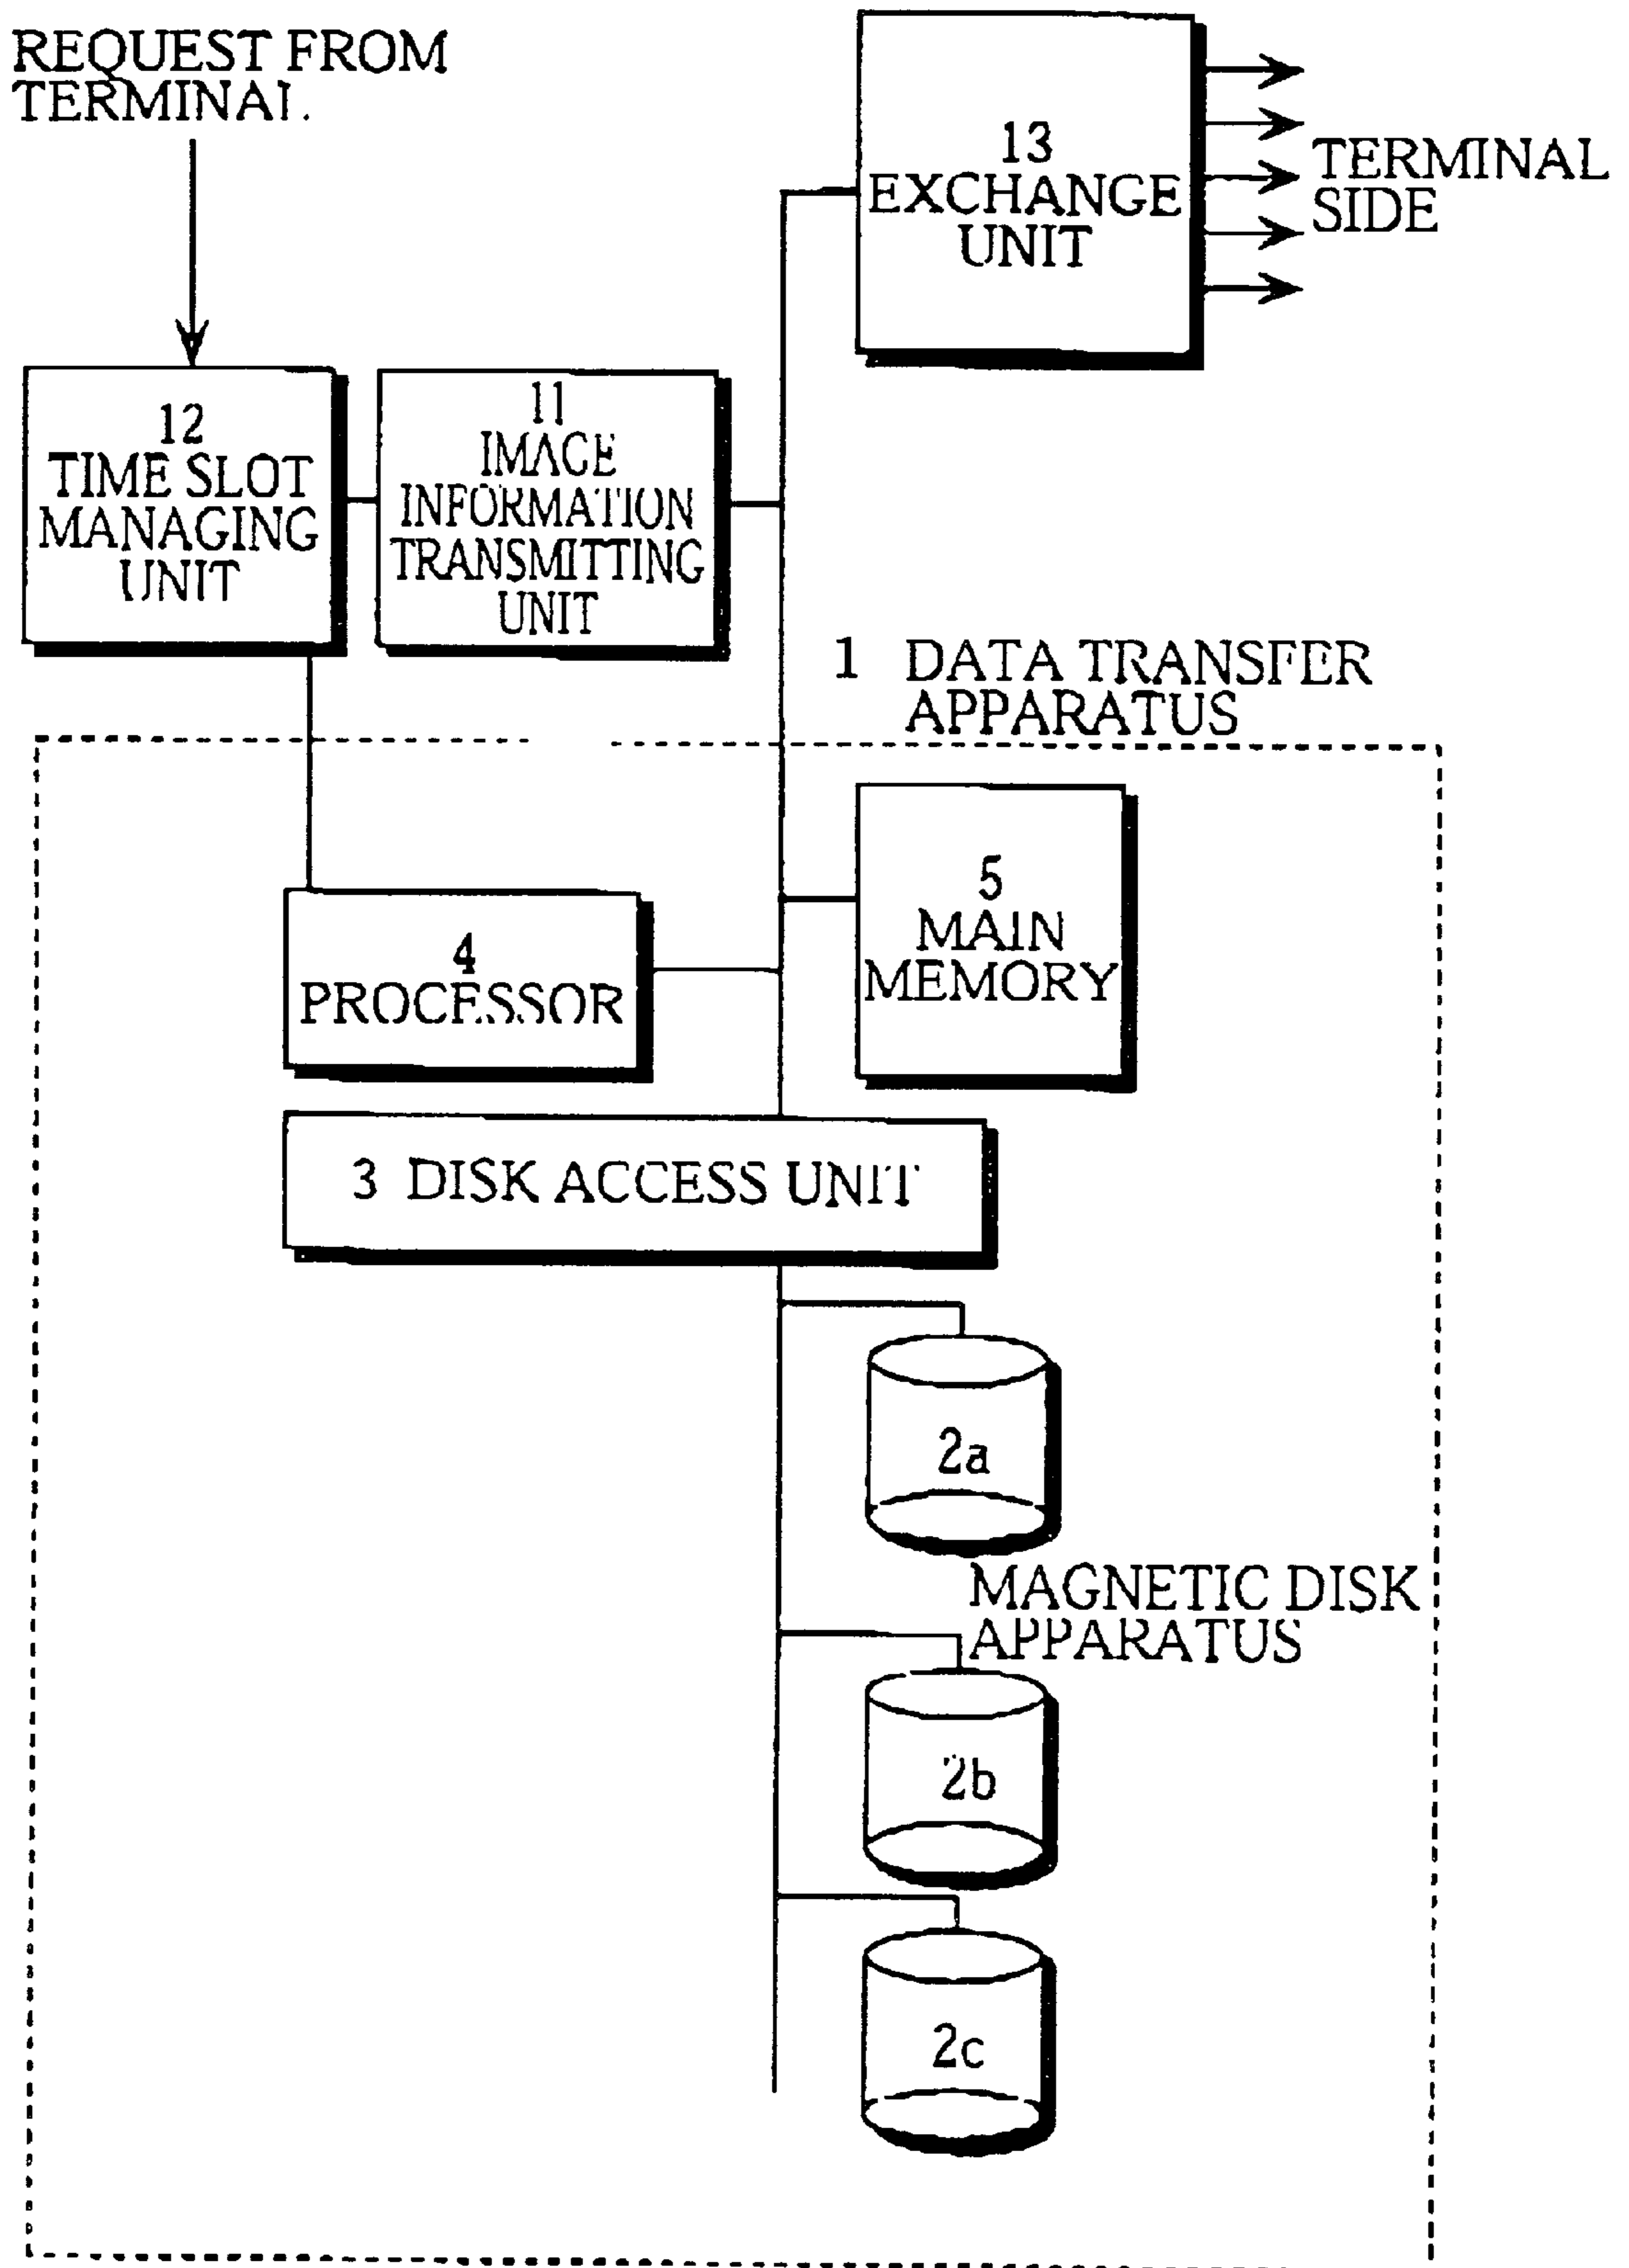 REQUEST FROM
TERMINAL
13
EXCHANGE
UNIT
TERMINAL
SIDE
12
TIME SLOT
MANAGING
UNIT
11
IMAGE
INFORMATION
TRANSMITTING
UNIT
1 DATA TRANSFER
APPARATUS
5
MAIN
MEMORY
4
PROCESSOR
3 DISK ACCESS UNIT
2a
MAGNETIC DISK
APPARATUS
2b
2c